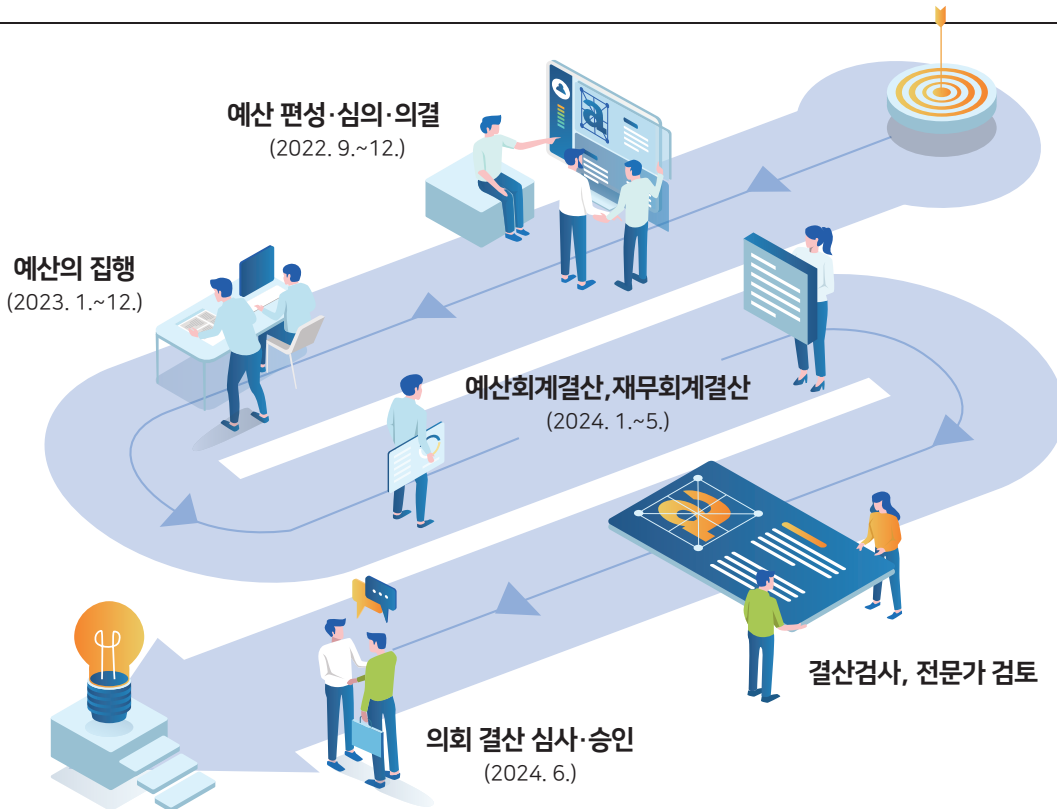 예산 편성·심의·의결
(2022. 9.~12.)
예산의 집행
(2023. 1.~12.)
예산회계결산,재무회계결산
(2024. 1.~5.)
결산검사, 전문가 검토
의회 결산 심사·승인
(2024. 6.)